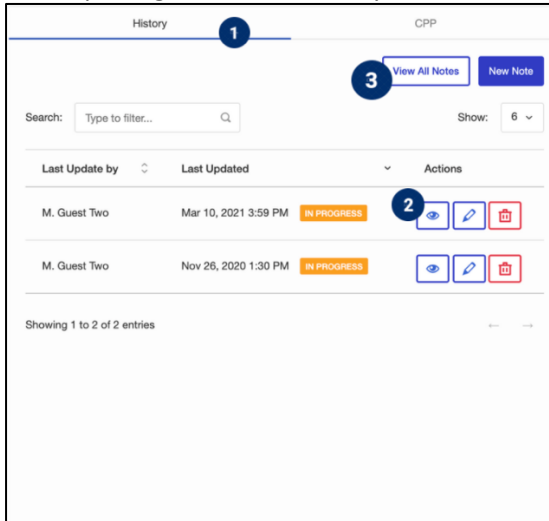 History
1
CPP
3
View All Notes
New Note
Search: Type to filter...
Show: 6
Last Update by
Last Updated
Actions
2
M. Guest Two Mar 10, 2021 3:59 PM IN PROGRESS
M. Guest Two Nov 26, 2020 1:30 PM IN PROGRESS
Showing 1 to 2 of 2 entries